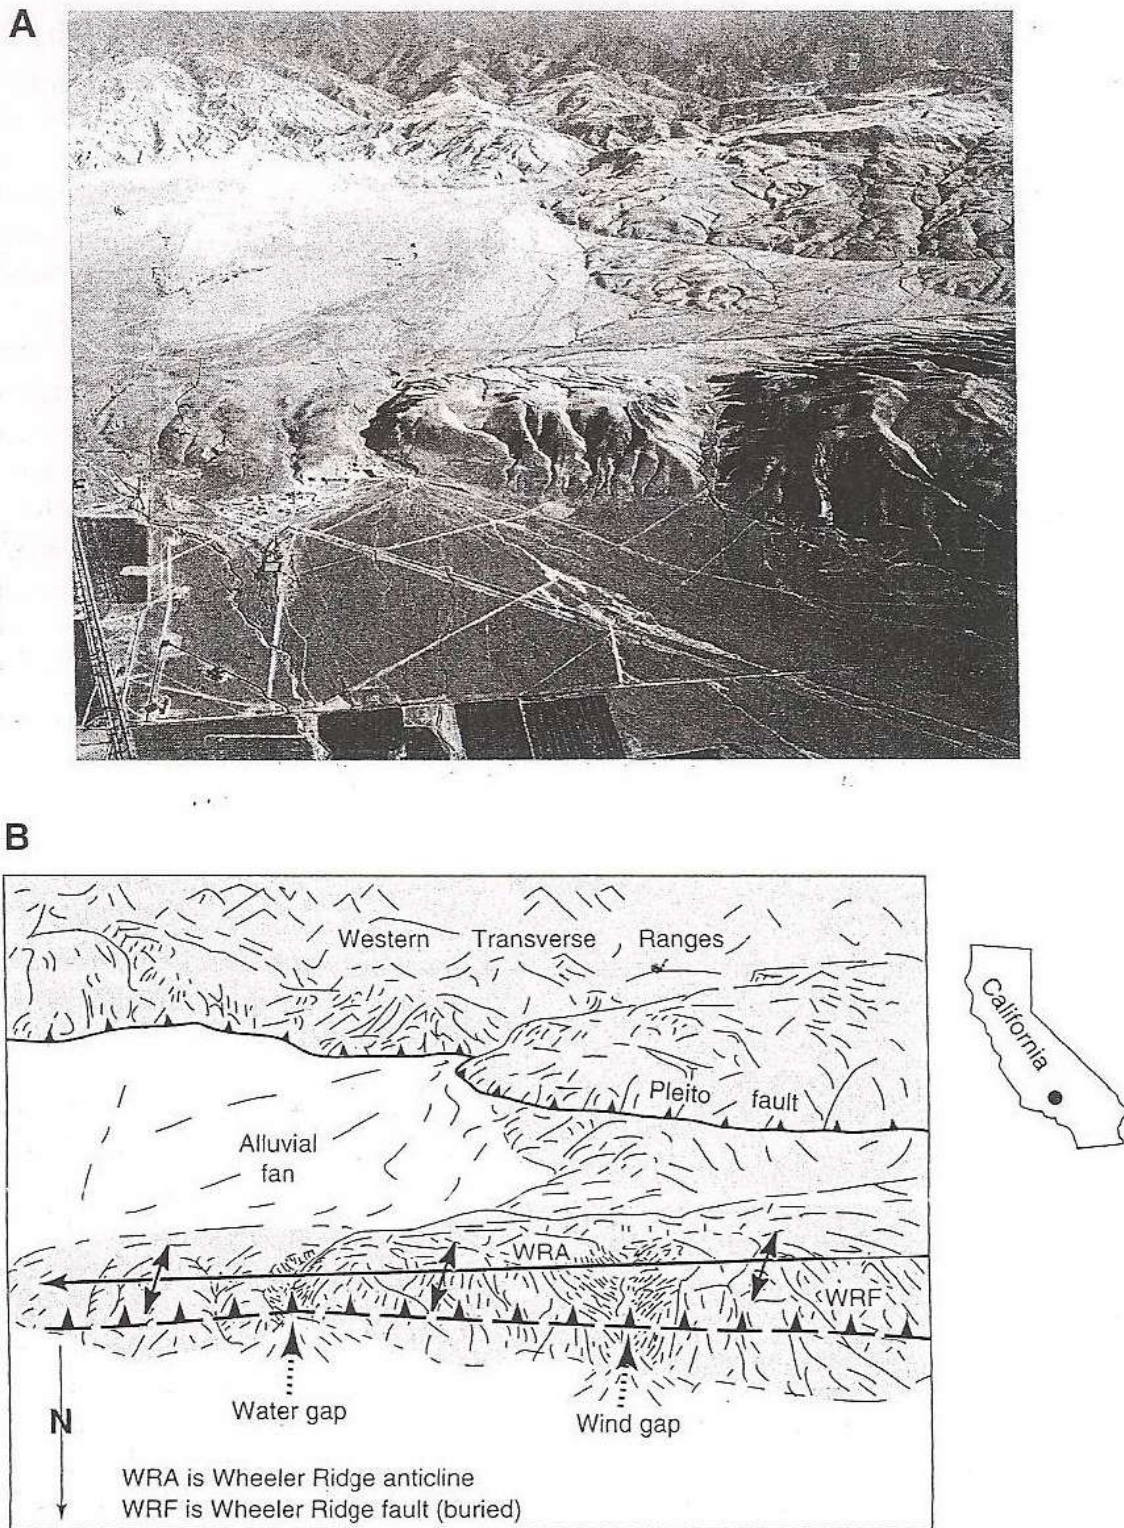 A
B
Western Transverse Ranges
Pleito fault
Alluvial
fan
WRA
WRF
Water gap
Wind gap
N
WRA is Wheeler Ridge anticline
WRF is Wheeler Ridge fault (buried)
California